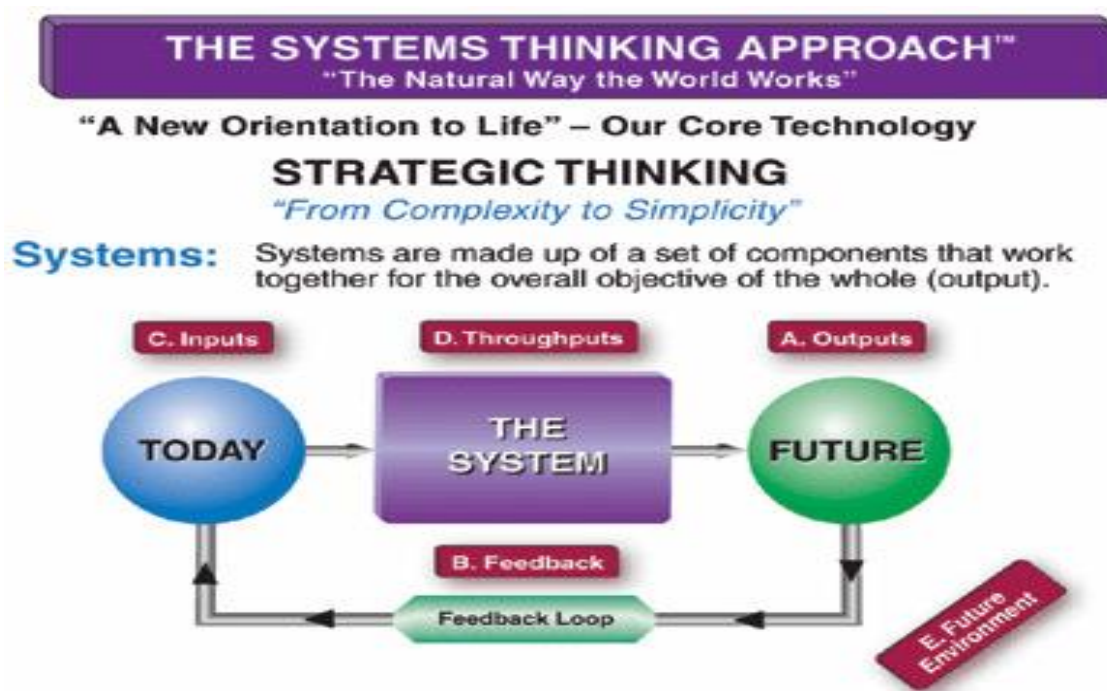 THE SYSTEMS THINKING APPROACH™
“The Natural Way the World Works”
“A New Orientation to Life” – Our Core Technology
STRATEGIC THINKING
“From Complexity to Simplicity”
Systems: Systems are made up of a set of components that work
together for the overall objective of the whole (output).
C. Inputs
D. Throughputs
A. Outputs
TODAY
THE
SYSTEM
FUTURE
B. Feedback
Feedback Loop
E. Future
Environment